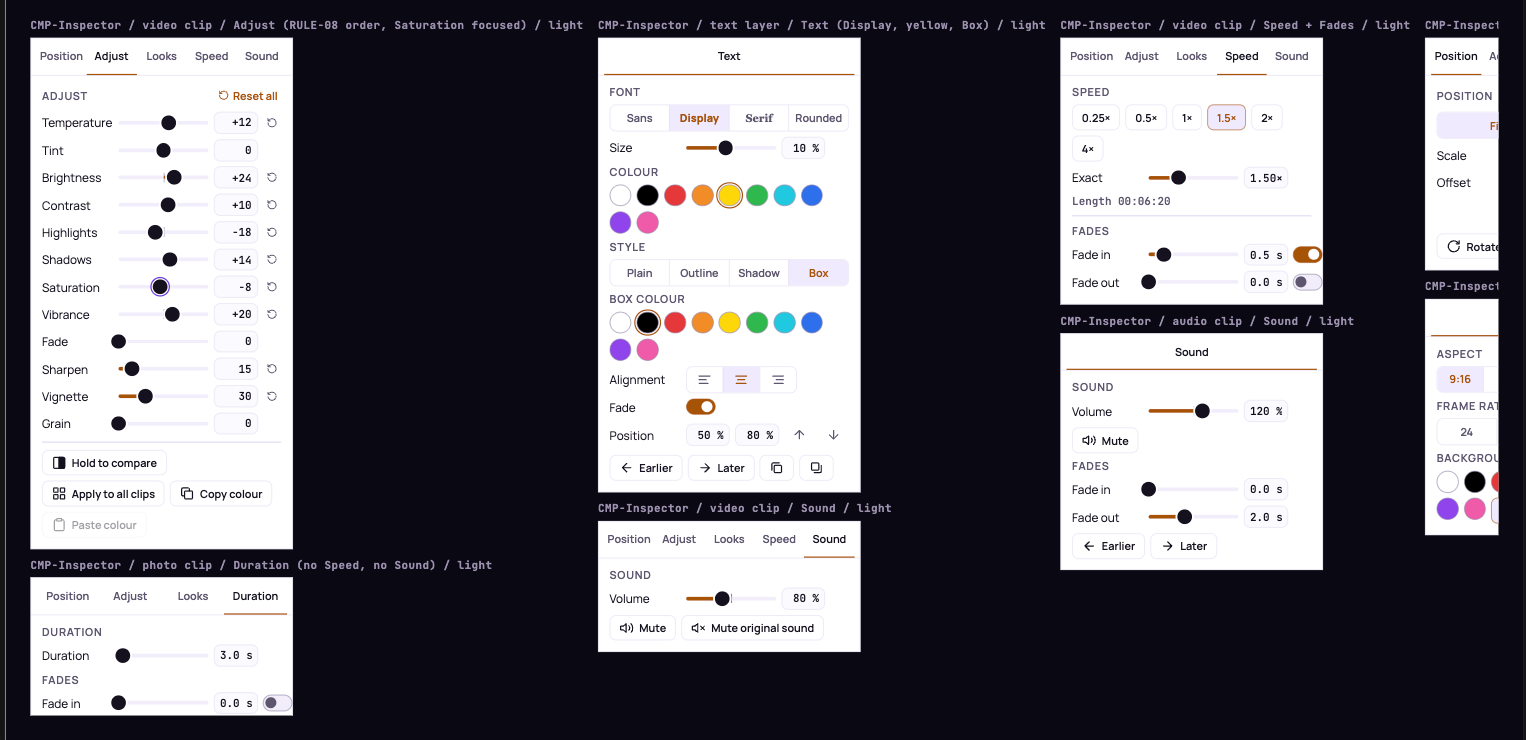 CMP-Inspector / video clip / Adjust (RULE-08 order, Saturation focused) / light
Position Adjust Looks Speed Sound
ADJUST Reset all
Temperature +12
Tint 0
Brightness +24
Contrast +10
Highlights -18
Shadows +14
Saturation -8
Vibrance +20
Fade 0
Sharpen 15
Vignette 30
Grain 0
Hold to compare
Apply to all clips Copy colour
Paste colour
CMP-Inspector / photo clip / Duration (no Speed, no Sound) / light
Position Adjust Looks Duration
DURATION
Duration 3.0 s
FADES
Fade in 0.0 s
CMP-Inspector / text layer / Text (Display, yellow, Box) / light
Text
FONT
Sans Display Serif Rounded
Size 10 %
COLOUR
STYLE
Plain Outline Shadow Box
BOX COLOUR
Alignment
Fade
Position 50 % 80 %
Earlier Later
CMP-Inspector / video clip / Sound / light
Position Adjust Looks Speed Sound
SOUND
Volume 80 %
Mute Mute original sound
CMP-Inspector / video clip / Speed + Fades / light
Position Adjust Looks Speed Sound
SPEED
0.25× 0.5× 1× 1.5× 2×
4×
Exact 1.50×
Length 00:06:20
FADES
Fade in 0.5 s
Fade out 0.0 s
CMP-Inspector / audio clip / Sound / light
Sound
SOUND
Volume 120 %
Mute
FADES
Fade in 0.0 s
Fade out 2.0 s
Earlier Later
CMP-Inspect
Position
POSITION
Scale
Offset
Rotate
CMP-Inspect
ASPECT
9:16
FRAME RAT
24
BACKGROU